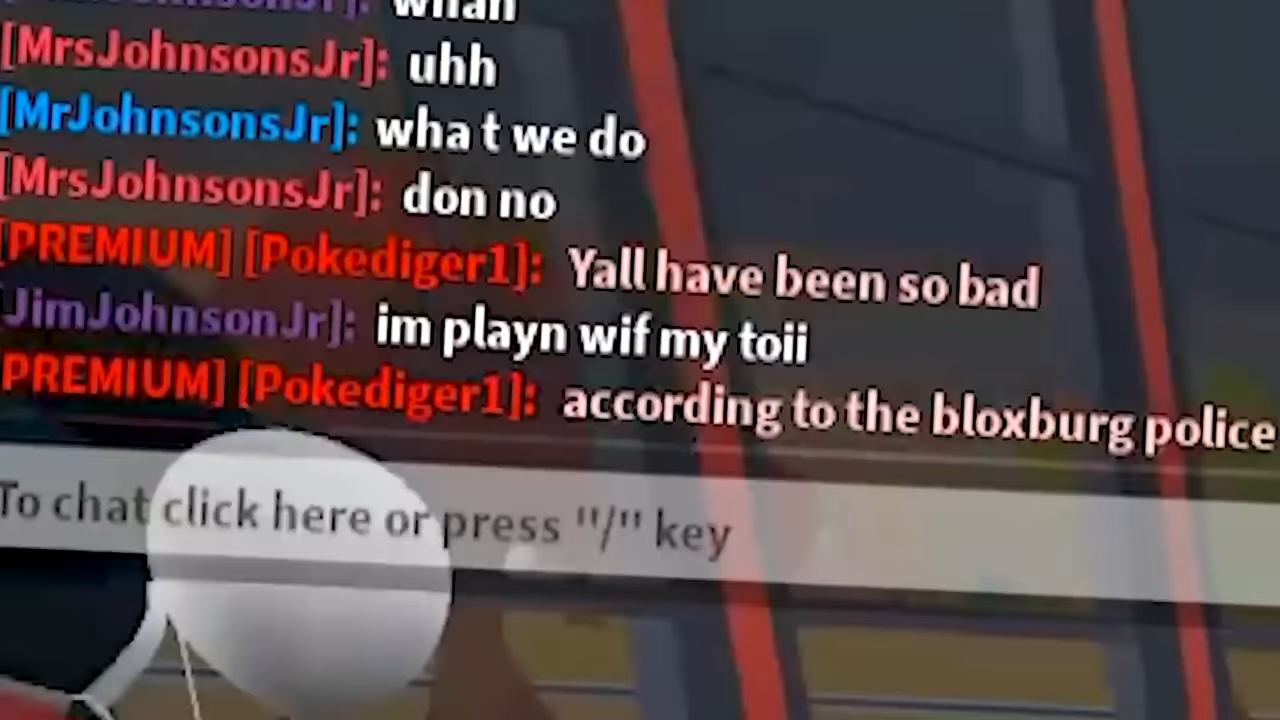 whah
[MrsJohnsonsJr]: uhh
[MrJohnsonsJr]: wha t we do
[MrsJohnsonsJr]: don no
[PREMIUM] [Pokediger1]: Yall have been so bad
JimJohnsonJr]: im playn wif my toii
PREMIUM] [Pokediger1]: according to the bloxburg police
To chat click here or press "/" key